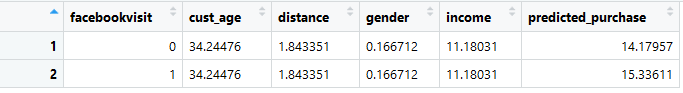 facebookvisit cust_age distance gender income predicted_purchase
1 0 34.24476 1.843351 0.166712 11.18031 14.17957
2 1 34.24476 1.843351 0.166712 11.18031 15.33611